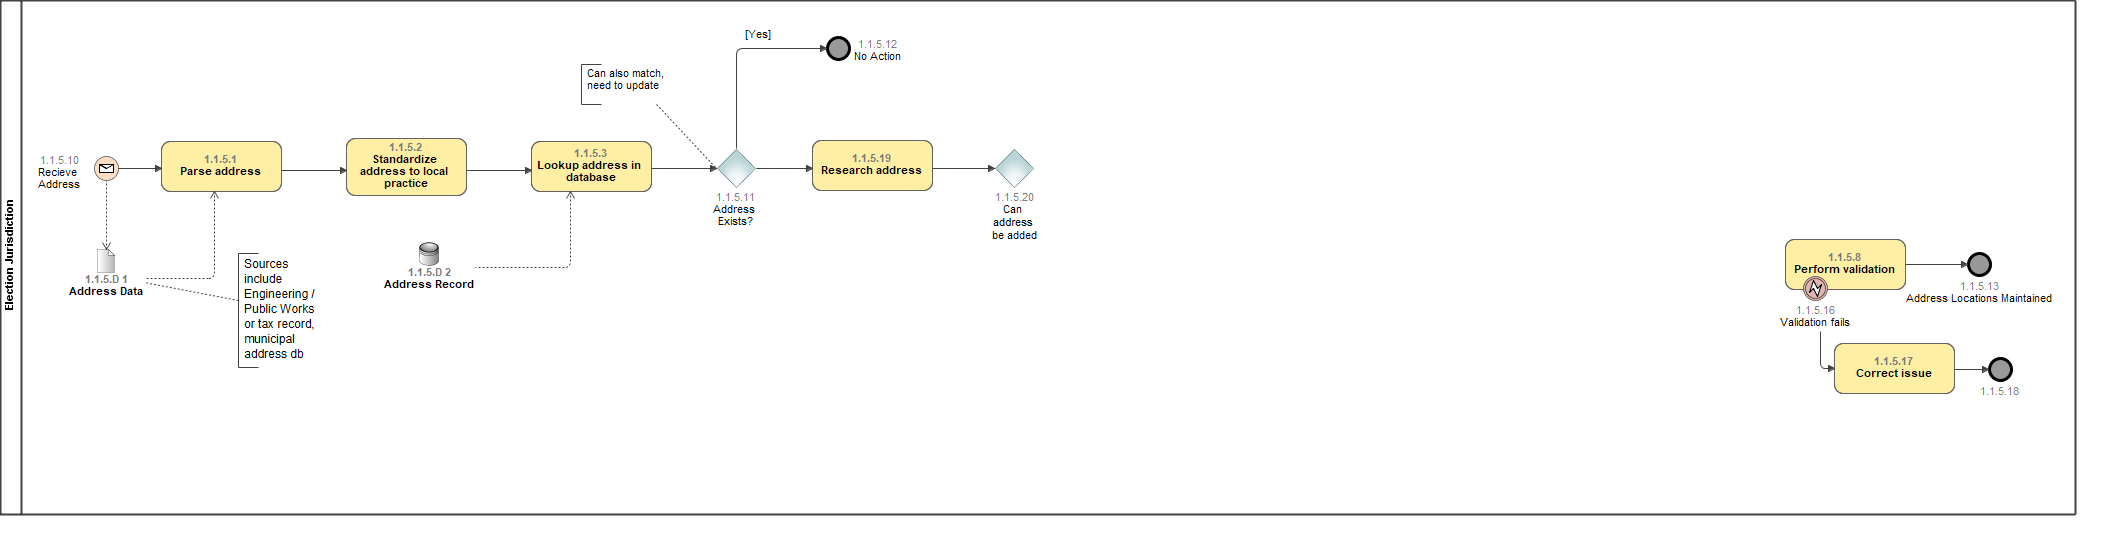 Election Jurisdiction
1.1.5.10
Recieve
Address
1.1.5.1
Parse address
1.1.5.2
Standardize
address to local
practice
1.1.5.3
Lookup address in
database
Can also match,
need to update
[Yes]
1.1.5.12
No Action
1.1.5.11
Address
Exists?
1.1.5.19
Research address
1.1.5.20
Can
address
be added
1.1.5.D 1
Address Data
Sources
include
Engineering /
Public Works
or tax record,
municipal
address db
1.1.5.D 2
Address Record
1.1.5.8
Perform validation
1.1.5.13
Address Locations Maintained
1.1.5.16
Validation fails
1.1.5.17
Correct issue
1.1.5.18